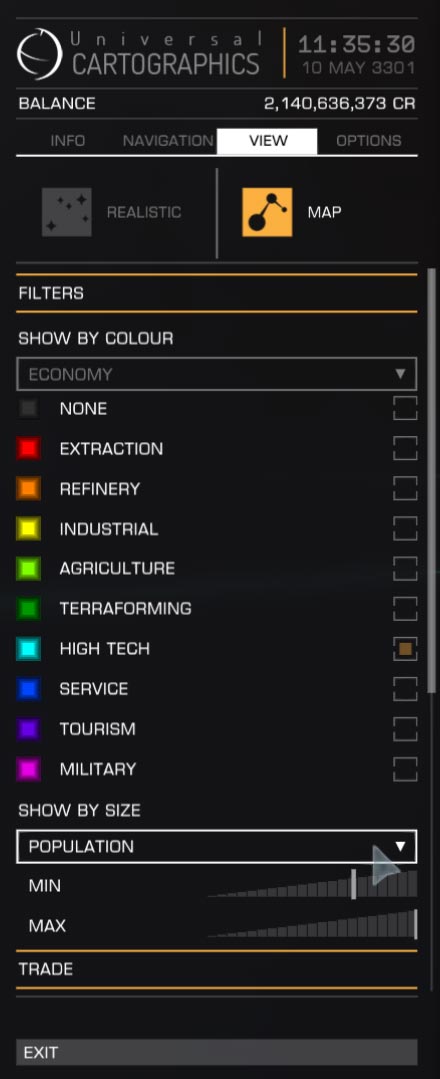 Universal
CARTOGRAPHICS
11:35:30
10 MAY 3301
BALANCE 2,140,636,373 CR
INFO NAVIGATION VIEW OPTIONS
REALISTIC MAP
FILTERS
SHOW BY COLOUR
ECONOMY
NONE
EXTRACTION
REFINERY
INDUSTRIAL
AGRICULTURE
TERRAFORMING
HIGH TECH
SERVICE
TOURISM
MILITARY
SHOW BY SIZE
POPULATION
MIN
MAX
TRADE
EXIT